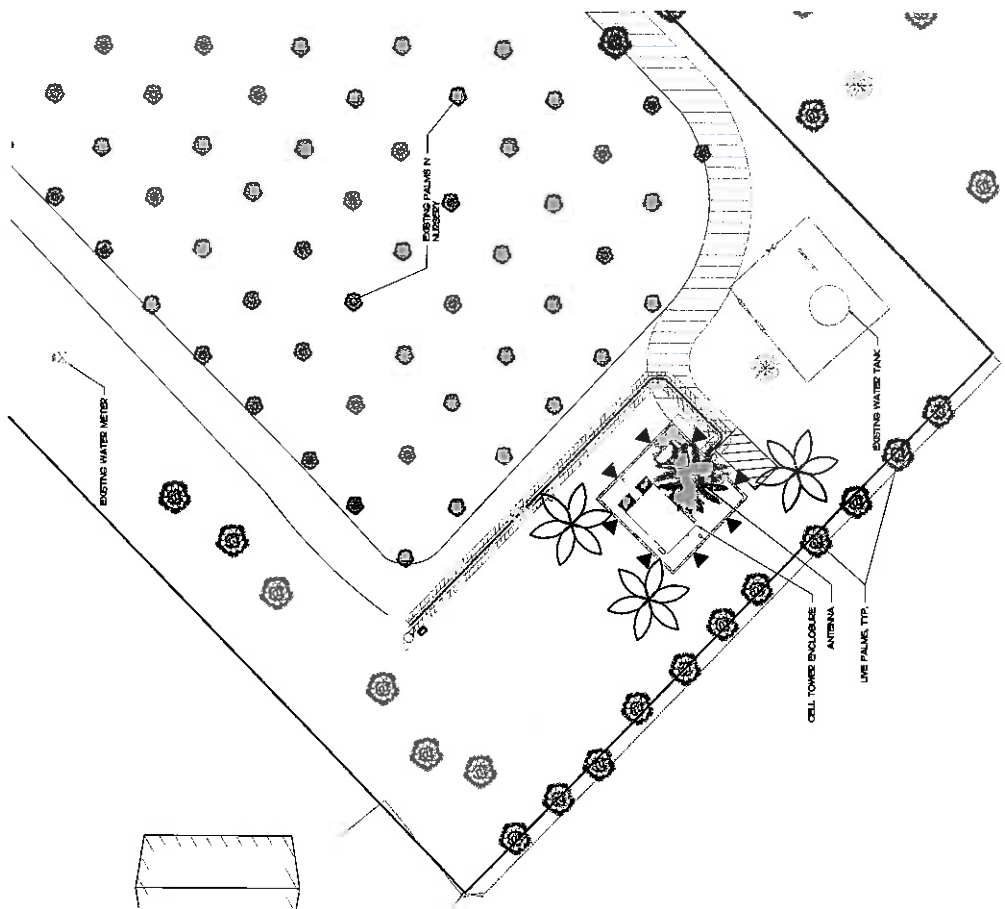 EXISTING PALMS IN
NURSERY
EXISTING WATER METER
EXISTING WATER TANK
CELL TOWER ENCLOSURE
ANTENNA
LIVE PALMS, TYP.